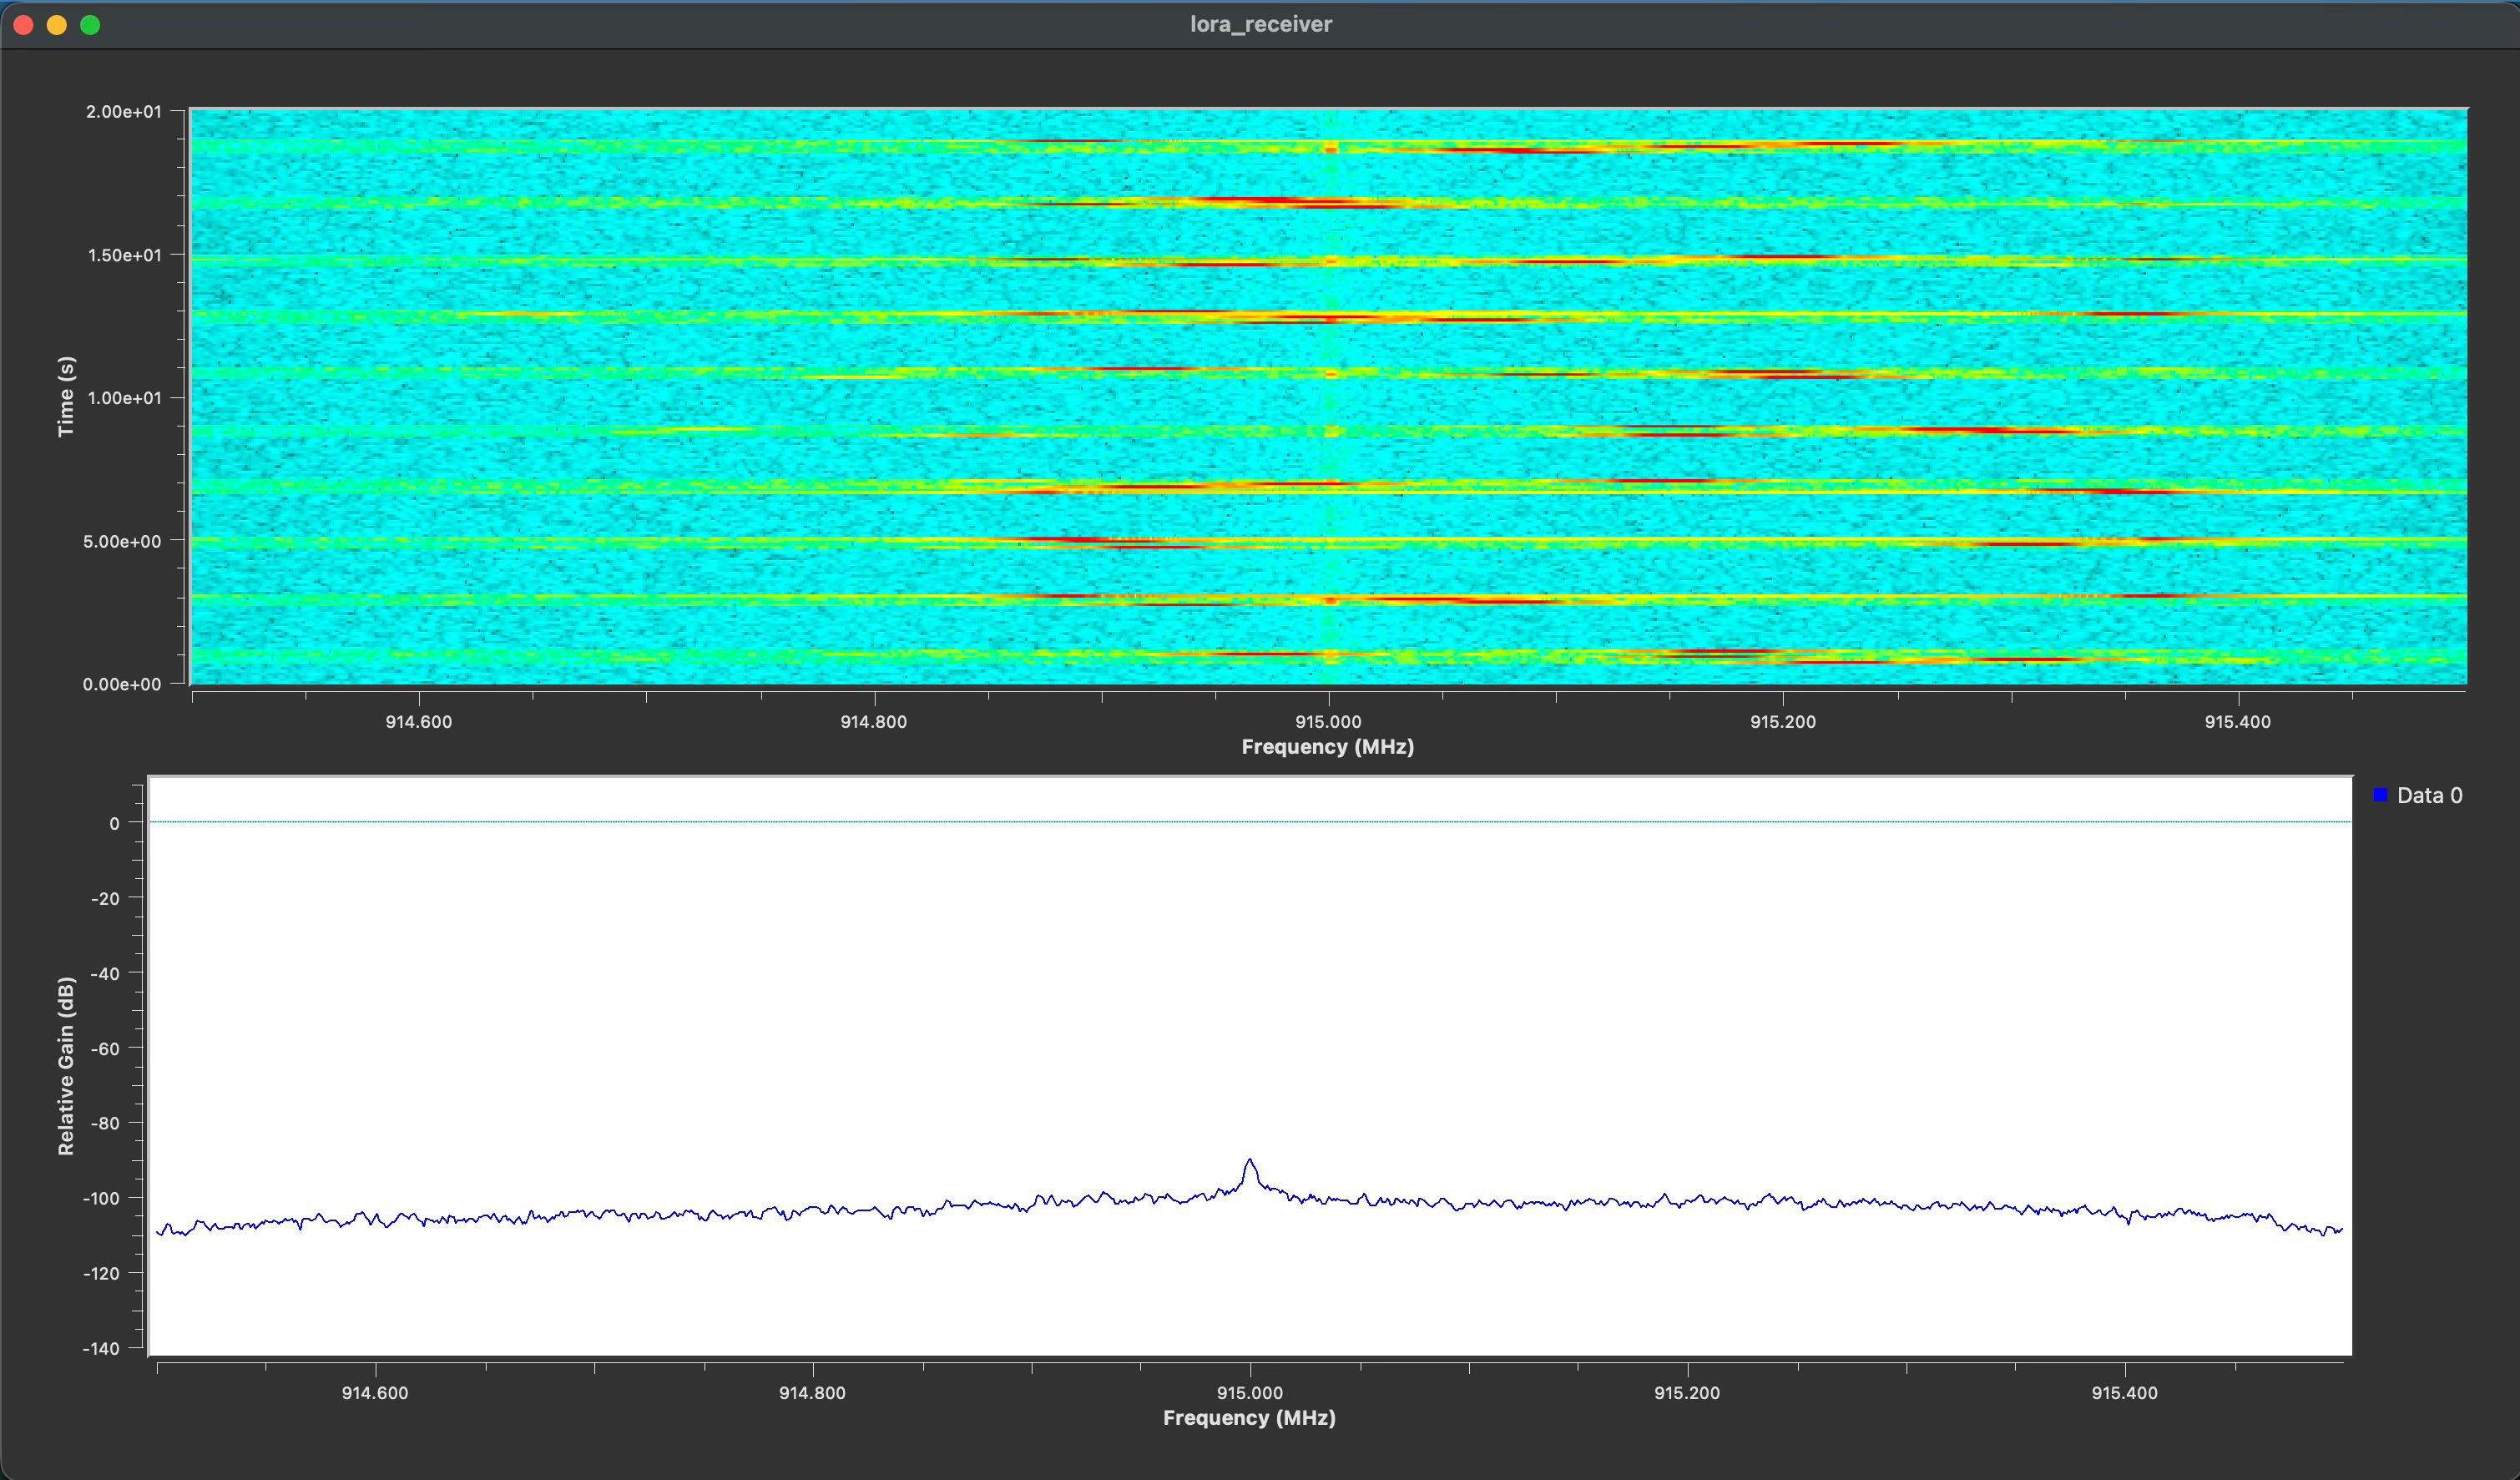 lora_receiver
2.00e+01
1.50e+01
1.00e+01
5.00e+00
0.00e+00
Time (s)
914.600 914.800 915.000 915.200 915.400
Frequency (MHz)
Data 0
0
-20
-40
-60
-80
-100
-120
-140
Relative Gain (dB)
914.600 914.800 915.000 915.200 915.400
Frequency (MHz)